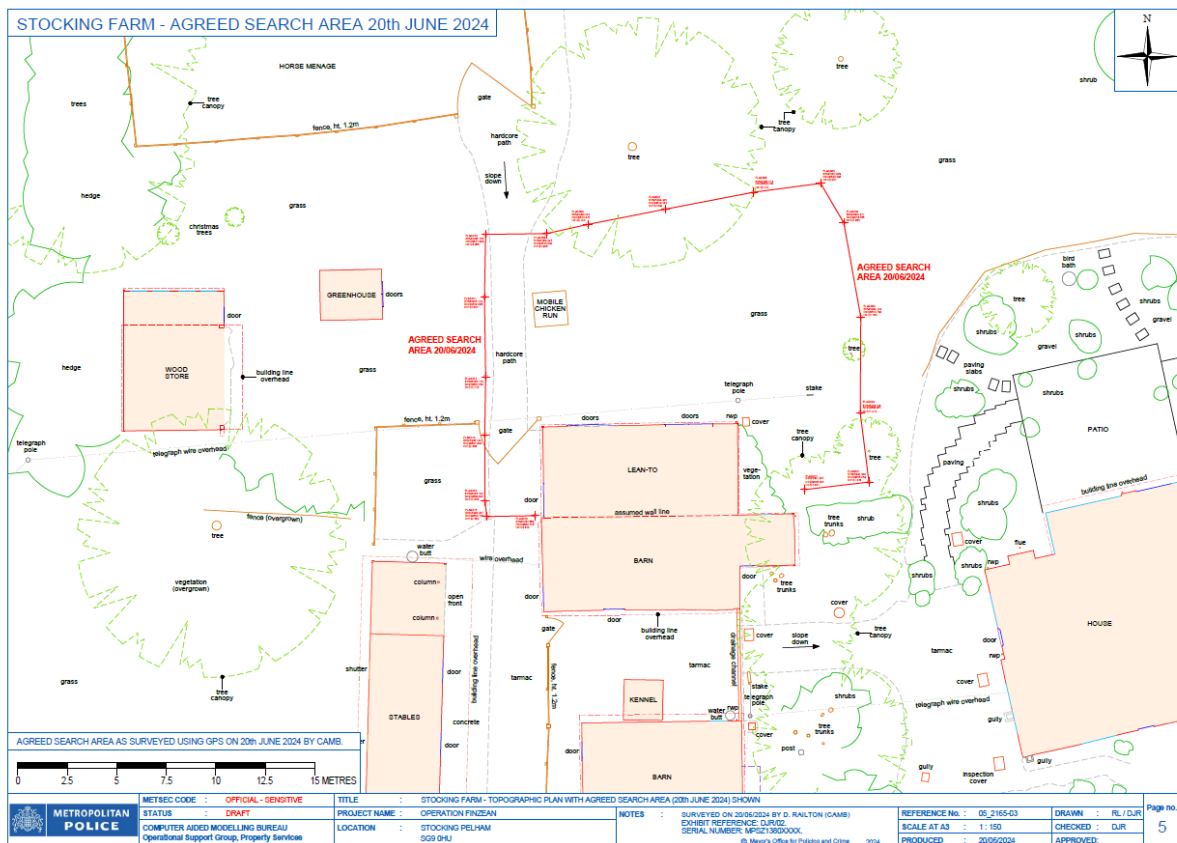 STOCKING FARM - AGREED SEARCH AREA 20th JUNE 2024
N
HORSE MENAGE
tree
shrub
trees
tree
canopy
gate
fence, ht. 1.2m
hardcore
path
tree
canopy
tree
grass
slope
down
hedge
grass
christmas
trees
AGREED SEARCH
AREA 20/06/2024
bird
bath
tree
shrubs
GREENHOUSE
doors
MOBILE
CHICKEN
RUN
grass
shrubs
gravel
door
AGREED SEARCH
AREA 20/06/2024
shrubs
gravel
hardcore
path
tree
hedge
WOOD
STORE
grass
building line
overhead
paving
slabs
shrubs
shrubs
telegraph
pole
stake
fence, ht. 1.2m
gate
doors
doors
rwp
cover
PATIO
telegraph
pole
telegraph wire overhead
tree
canopy
tree
paving
LEAN-TO
vege-
tation
grass
building line overhead
door
assumed wall line
shrubs
fence (overgrown)
tree
tree
trunks
shrub
cover
flue
water
butt
wire overhead
BARN
rwp
shrubs
shrubs
column
open
front
door
tree
trunks
vegetation
(overgrown)
door
column
door
cover
HOUSE
gate
building line
overhead
drainage channel
cover
slope
down
tree
canopy
door
rwp
tarmac
building line overhead
shutter
door
tarmac
fence, ht. 1.2m
tarmac
grass
tree
canopy
KENNEL
stake
telegraph
pole
shrubs
cover
telegraph wire overhead
STABLES
concrete
water
butt
rwp
cover
tree
trunks
gully
door
door
post
gully
BARN
gully
inspection
cover
AGREED SEARCH AREA AS SURVEYED USING GPS ON 20th JUNE 2024 BY CAMB.
0 2.5 5 7.5 10 12.5 15 METRES
METROPOLITAN
POLICE
METSEC CODE : OFFICIAL - SENSITIVE
STATUS : DRAFT
COMPUTER AIDED MODELLING BUREAU
Operational Support Group, Property Services
TITLE : STOCKING FARM - TOPOGRAPHIC PLAN WITH AGREED SEARCH AREA (20th JUNE 2024) SHOWN
PROJECT NAME : OPERATION FINZEAN
LOCATION : STOCKING PELHAM
SG9 0HU
NOTES : SURVEYED ON 20/06/2024 BY D. RAILTON (CAMB)
EXHIBIT REFERENCE: DJR/02.
SERIAL NUMBER: MPSZ1380XXXX.
© Mayor's Office for Policing and Crime 2024
REFERENCE No : 05_2165-03
SCALE AT A3 : 1 : 150
PRODUCED : 20/06/2024
DRAWN : RL / DJR
CHECKED : DJR
APPROVED:
Page no.
5